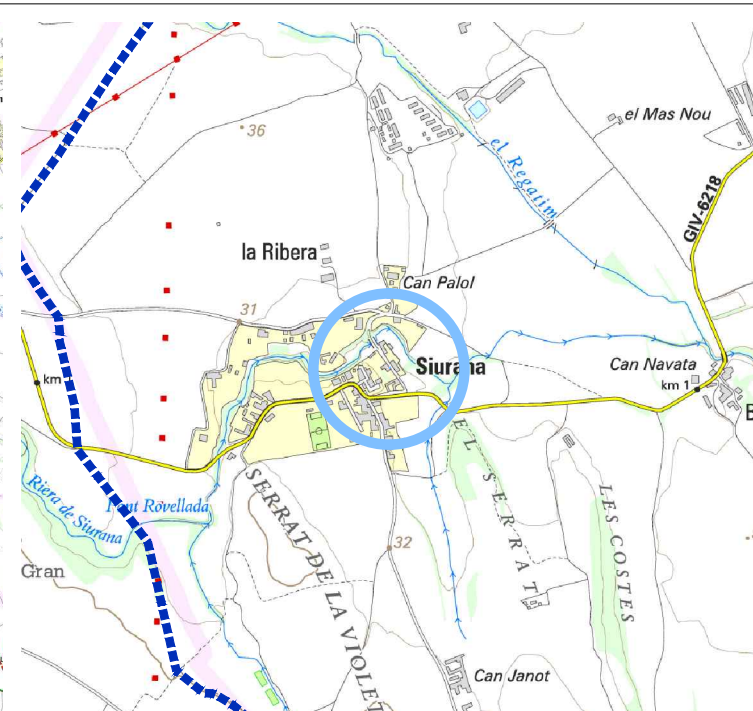 36
el Mas Nou
el Regatim
GIV-6218
la Ribera
Can Palol
31
Siurana
Can Navata
km 1
km
B
EL SERRAT
LES COSTES
SERRAT DE LA VIOLET
Riera de
Siurana
Font Rovellada
32
Gran
Can Janot